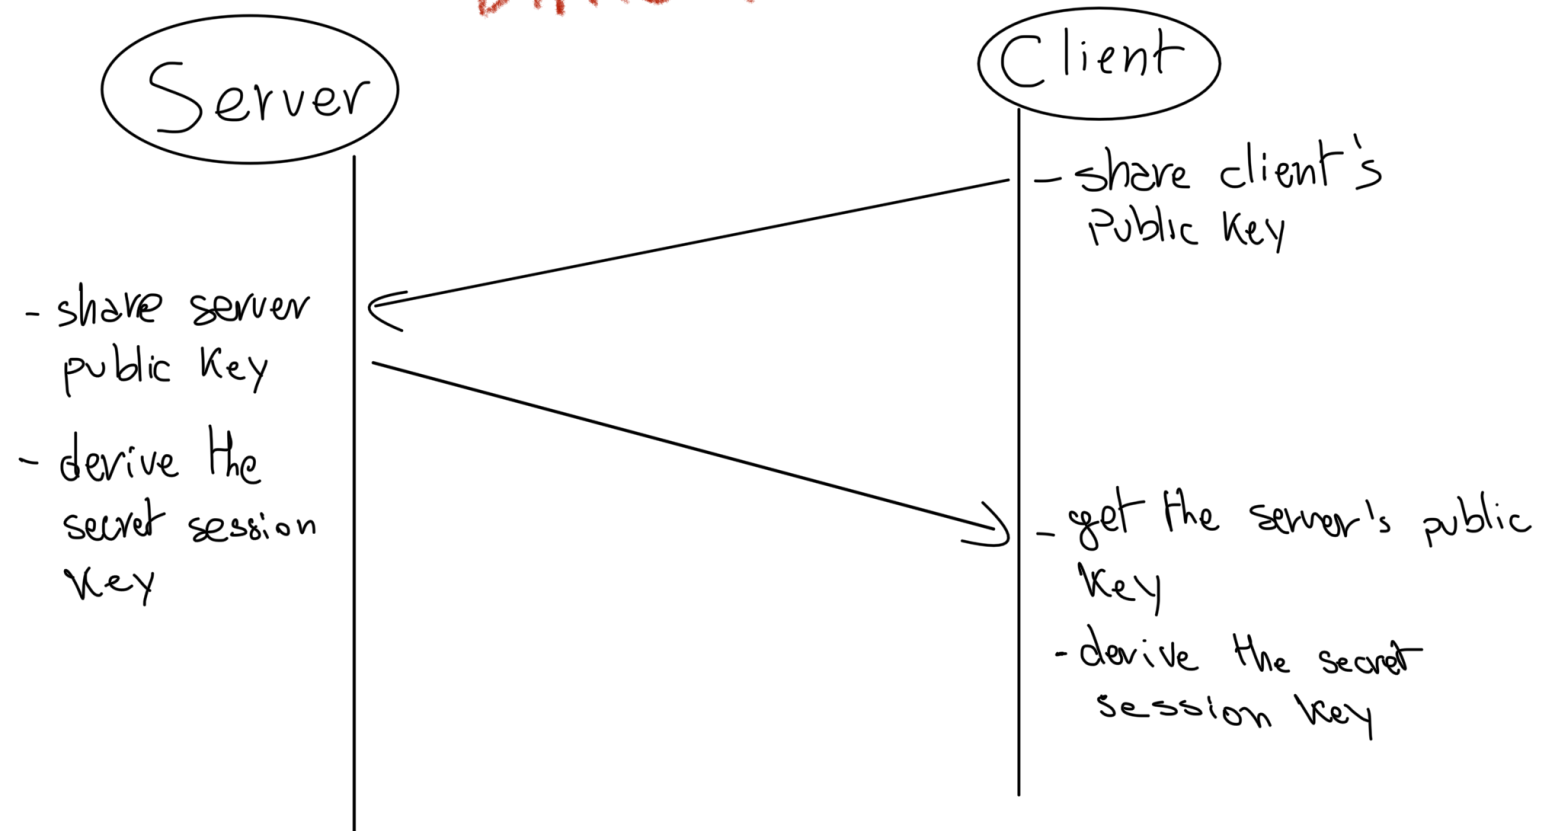 Server
Client
- share client's
Public Key
- share server
public Key
- derive the
secret session
Key
- get the server's public
Key
- derive the secret
session Key